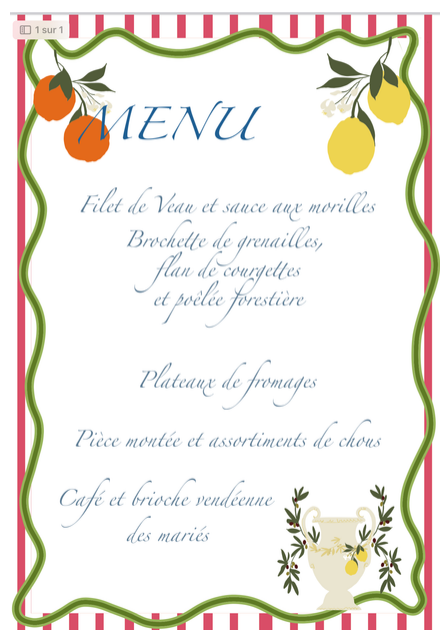 1 sur 1
MENU
Filet de Veau et sauce aux morilles
Brochette de grenailles,
flan de courgettes
et poêlée forestière
Plateaux de fromages
Pièce montée et assortiments de chous
Café et brioche vendéenne
des mariés